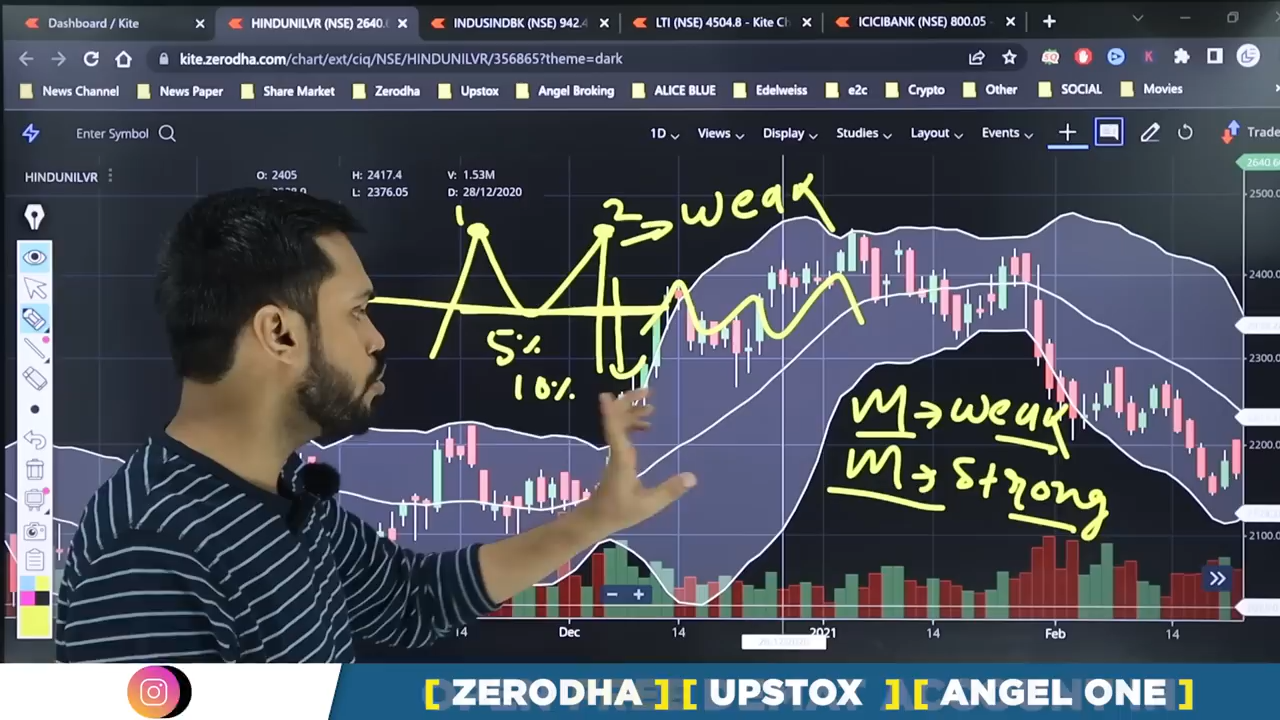 Dashboard / Kite
HINDUNILVR (NSE) 2640.
INDUSINDBK (NSE) 942.4
LTI (NSE) 4504.8 - Kite Ch
ICICIBANK (NSE) 800.05
kite.zerodha.com/chart/ext/ciq/NSE/HINDUNILVR/356865?theme=dark
News Channel
News Paper
Share Market
Zerodha
Upstox
Angel Broking
ALICE BLUE
Edelweiss
e2c
Crypto
Other
SOCIAL
Movies
Enter Symbol
1D
Views
Display
Studies
Layout
Events
Trade
HINDUNILVR
O: 2405
H: 2417.4
V: 1.53M
L: 2376.05
D: 28/12/2020
2640.6
2500.
2400.
2300.
2200.
2100.
1
2 → weak
5%
10%
M → weak
M → Strong
14
Dec
14
2021
14
Feb
14
[ ZERODHA ] [ UPSTOX ] [ ANGEL ONE ]